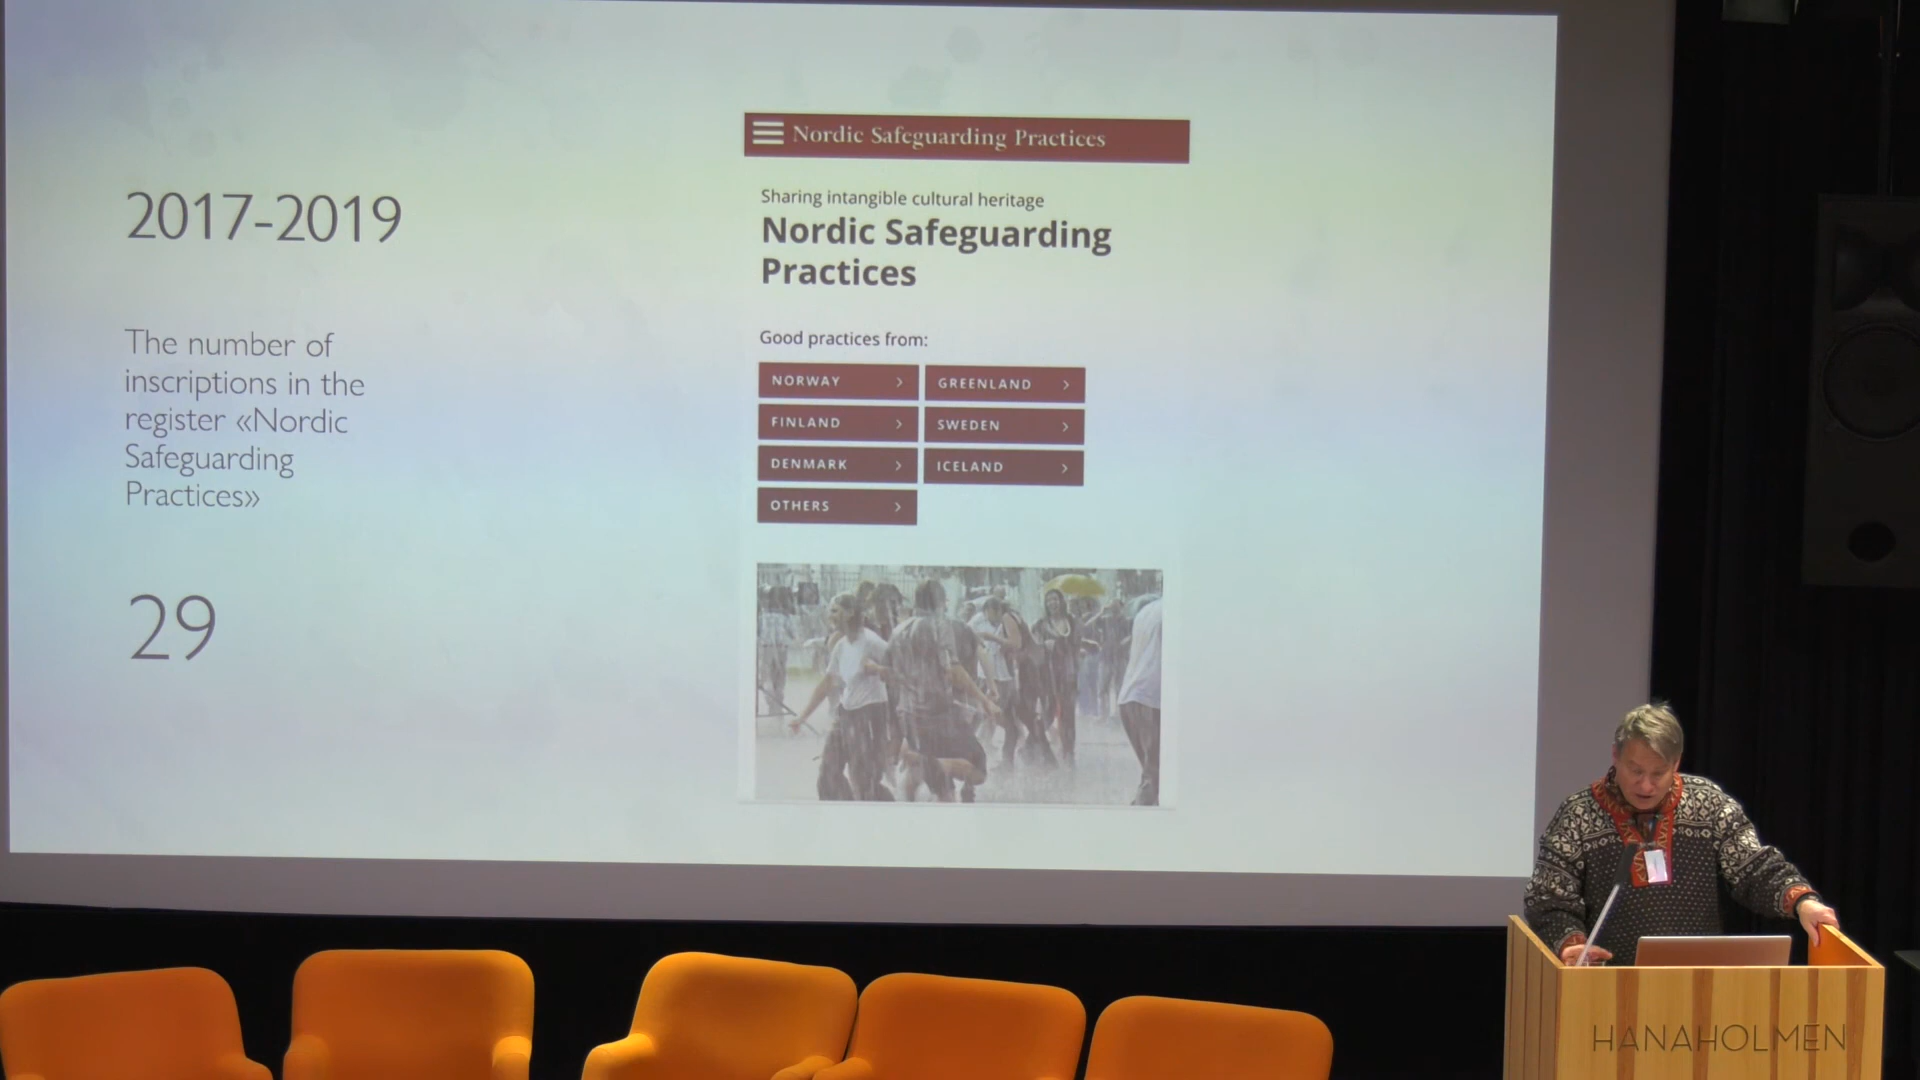 2017-2019
The number of
inscriptions in the
register «Nordic
Safeguarding
Practices»
29
Nordic Safeguarding Practices
Sharing intangible cultural heritage
Nordic Safeguarding
Practices
Good practices from:
NORWAY
GREENLAND
FINLAND
SWEDEN
DENMARK
ICELAND
OTHERS
HANAHOLMEN